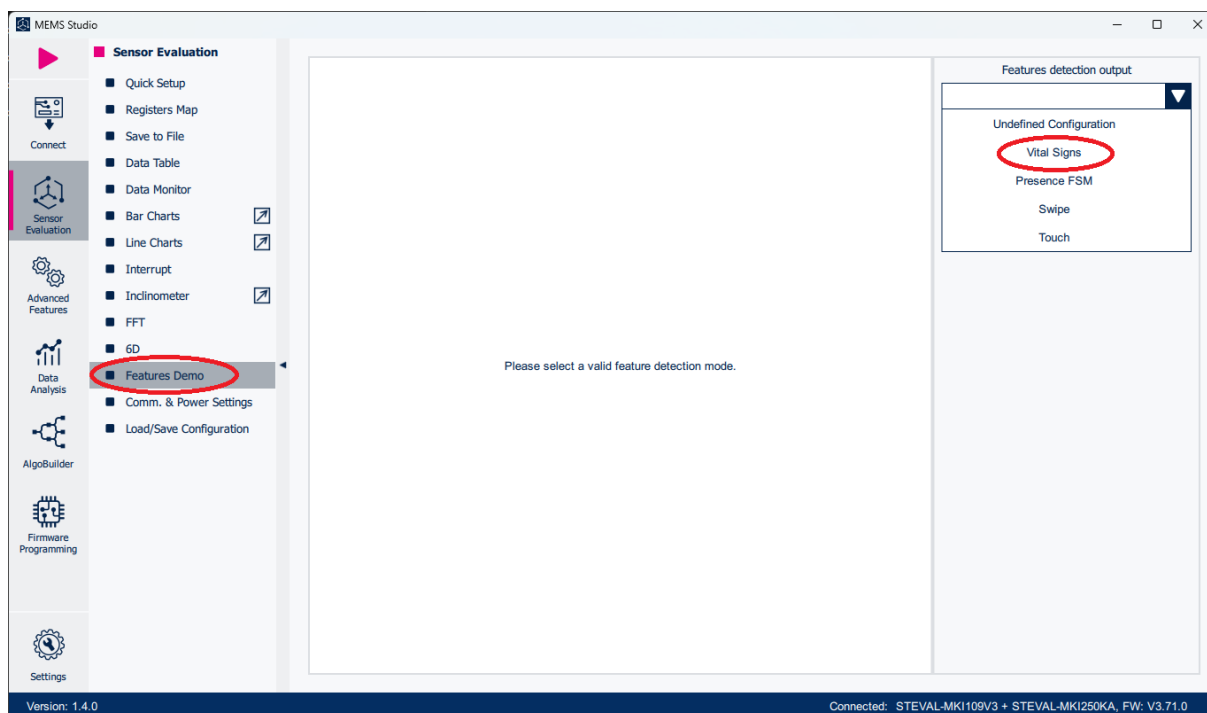 MEMS Studio
Connect
Sensor
Evaluation
Advanced
Features
Data
Analysis
AlgoBuilder
Firmware
Programming
Settings
Sensor Evaluation
Quick Setup
Registers Map
Save to File
Data Table
Data Monitor
Bar Charts
Line Charts
Interrupt
Inclinometer
FFT
6D
Features Demo
Comm. & Power Settings
Load/Save Configuration
Please select a valid feature detection mode.
Features detection output
Undefined Configuration
Vital Signs
Presence FSM
Swipe
Touch
Version: 1.4.0
Connected: STEVAL-MKI109V3 + STEVAL-MKI250KA, FW: V3.71.0